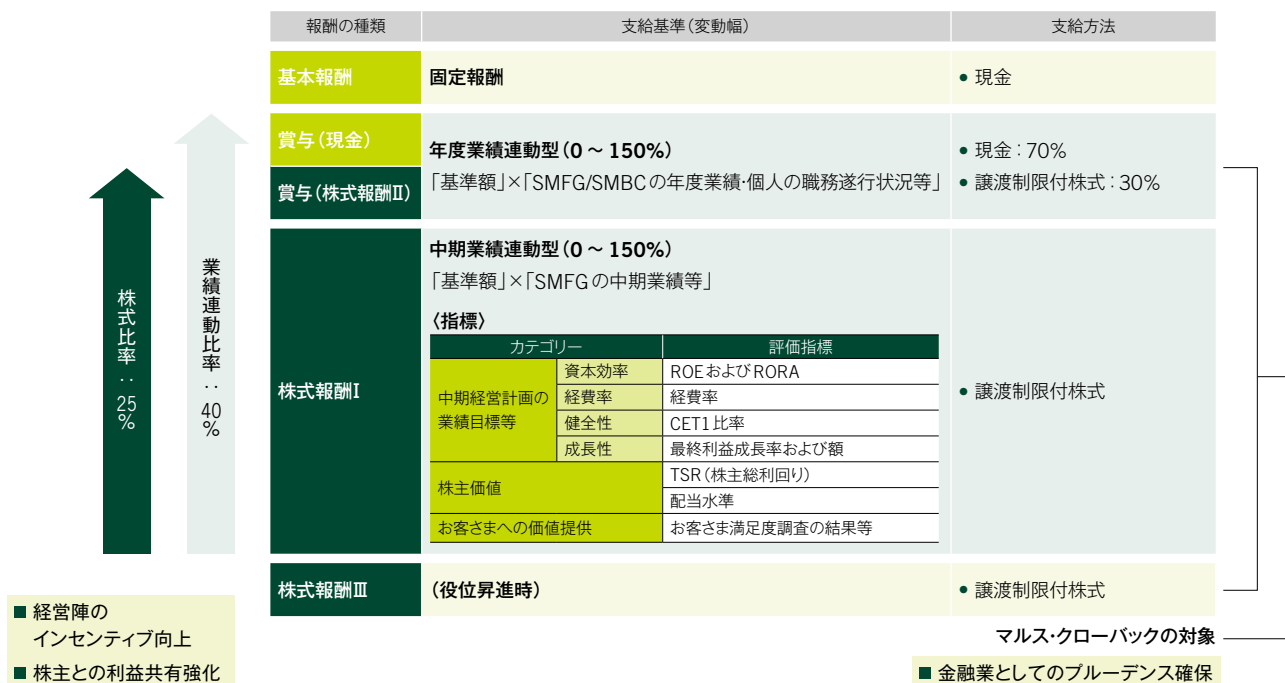 報酬の種類
支給基準(変動幅)
支給方法
基本報酬
固定報酬
● 現金
賞与(現金)
賞与(株式報酬Ⅱ)
年度業績連動型(0 ~ 150%)
「基準額」×「SMFG/SMBCの年度業績・個人の職務遂行状況等」
● 現金:70%
● 譲渡制限付株式:30%
株式報酬Ⅰ
中期業績連動型(0 ~ 150%)
「基準額」×「SMFGの中期業績等」
〈指標〉
カテゴリー
評価指標
中期経営計画の
業績目標等
資本効率
ROEおよびRORA
経費率
経費率
健全性
CET1比率
成長性
最終利益成長率および額
株主価値
TSR(株主総利回り)
配当水準
お客さまへの価値提供
お客さま満足度調査の結果等
● 譲渡制限付株式
株式報酬Ⅲ
(役位昇進時)
● 譲渡制限付株式
株式比率:25%
業績連動比率:40%
■ 経営陣の
インセンティブ向上
■ 株主との利益共有強化
マルス・クローバックの対象
■ 金融業としてのプルーデンス確保